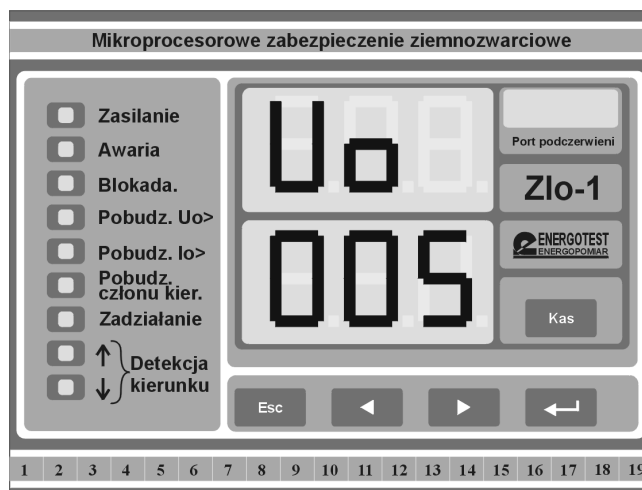 Mikroprocesorowe zabezpieczenie ziemnozwarciowe
Zasilanie
Awaria
Blokada.
Pobudz. Uo>
Pobudz. Io>
Pobudz.
członu kier.
Zadziałanie
↑
↓
Detekcja
kierunku
Uo
005
Port podczerwieni
ZIo-1
ENERGOTEST
ENERGOPOMIAR
Kas
Esc
1 2 3 4 5 6 7 8 9 10 11 12 13 14 15 16 17 18 19